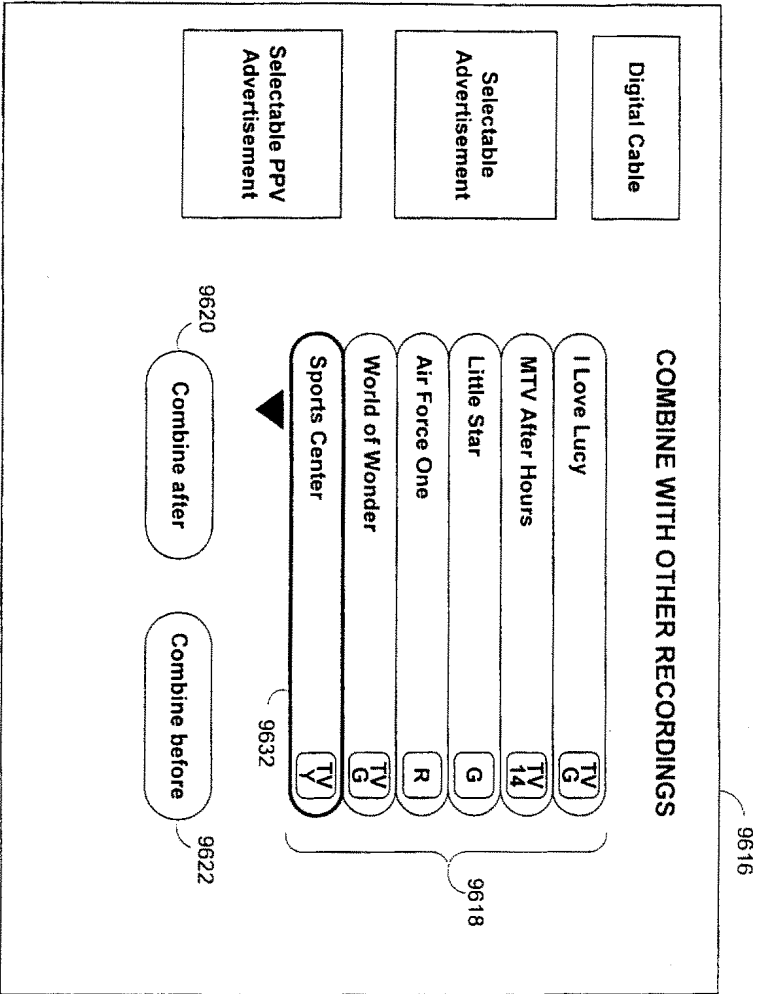 9616
COMBINE WITH OTHER RECORDINGS
Digital Cable
Selectable
Advertisement
Selectable PPV
Advertisement
I Love Lucy
TV
G
MTV After Hours
TV
14
Little Star
G
Air Force One
R
World of Wonder
TV
G
Sports Center
TV
Y
9618
9632
9620
Combine after
Combine before
9622